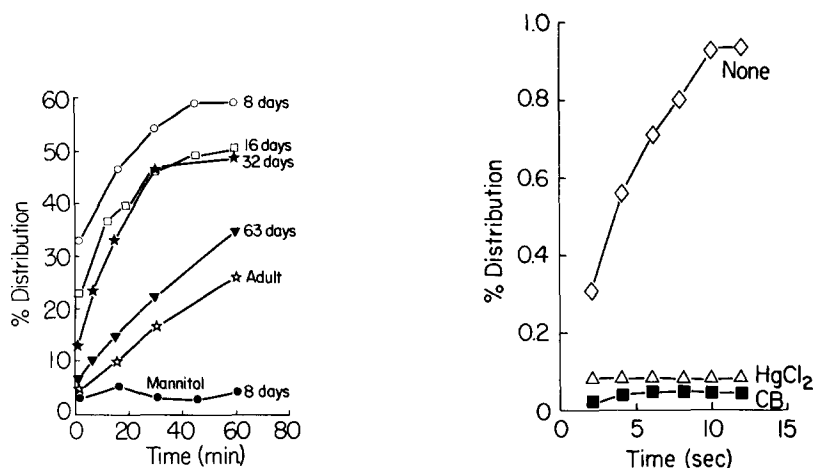 % Distribution
60
50
40
30
20
10
0
8 days
16 days
32 days
63 days
Adult
Mannitol
8 days
0 20 40 60 80
Time (min)
% Distribution
1.0
0.8
0.6
0.4
0.2
0
None
HgCl₂
CB
0 5 10 15
Time (sec)